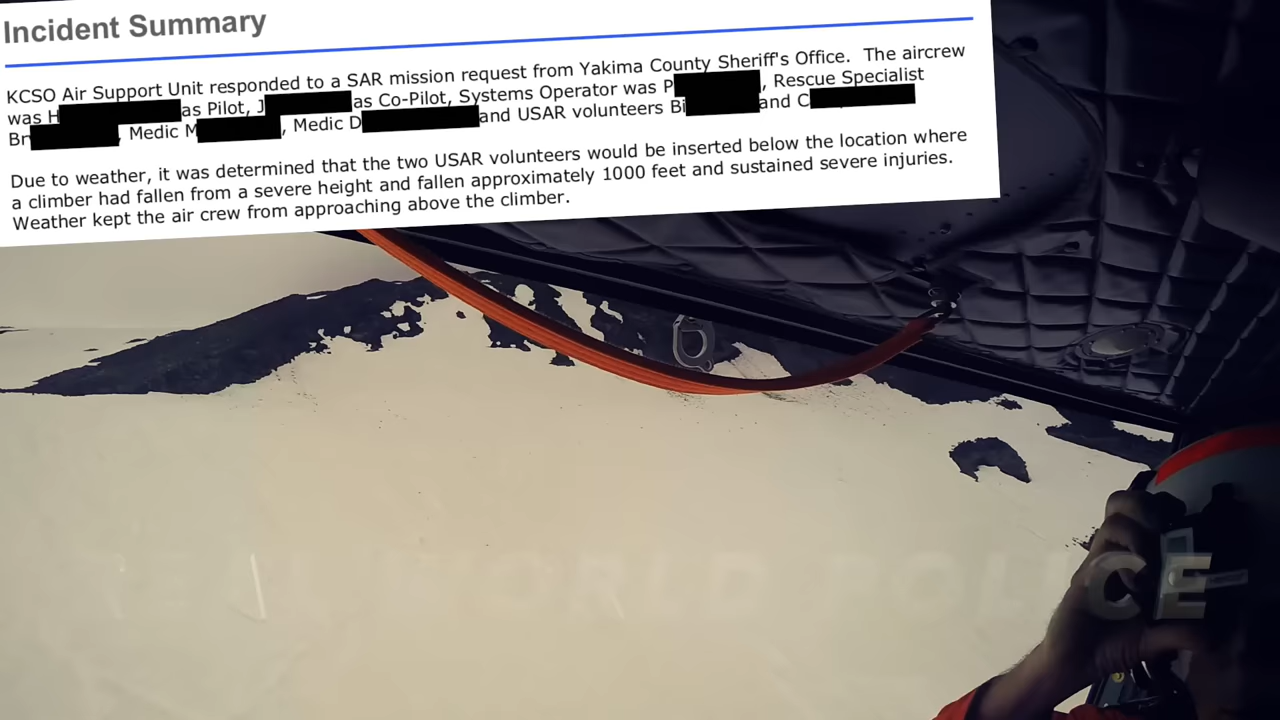 Incident Summary
KCSO Air Support Unit responded to a SAR mission request from Yakima County Sheriff's Office. The aircrew
was H as Pilot, J as Co-Pilot, Systems Operator was P , Rescue Specialist
Br , Medic M , Medic D and USAR volunteers Bi and C
Due to weather, it was determined that the two USAR volunteers would be inserted below the location where
a climber had fallen from a severe height and fallen approximately 1000 feet and sustained severe injuries.
Weather kept the air crew from approaching above the climber.
REAL WORLD POLICE